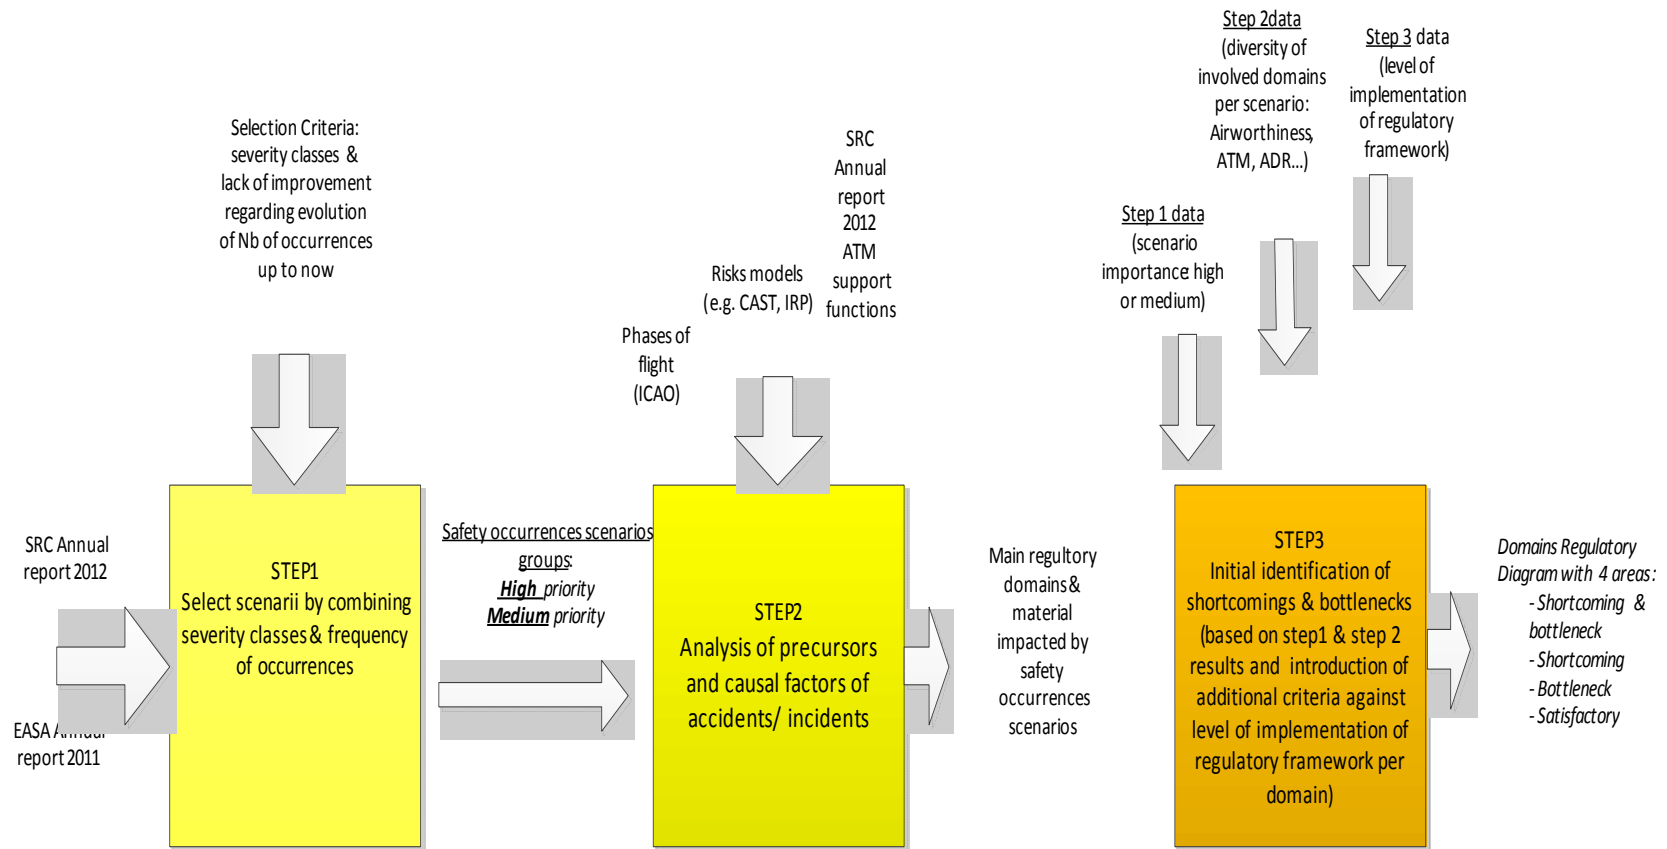 Selection Criteria:
severity classes &
lack of improvement
regarding evolution
of Nb of occurrences
up to now
SRC Annual
report 2012
EASA Annual
report 2011
STEP1
Select scenarii by combining
severity classes & frequency
of occurrences
Safety occurrences scenarios
groups:
High priority
Medium priority
Phases of
flight
(ICAO)
Risks models
(e.g. CAST, IRP)
SRC
Annual
report
2012
ATM
support
functions
STEP2
Analysis of precursors
and causal factors of
accidents/ incidents
Main regultory
domains &
material
impacted by
safety
occurrences
scenarios
Step 1 data
(scenario
importance: high
or medium)
Step 2data
(diversity of
involved domains
per scenario:
Airworthiness,
ATM, ADR...)
Step 3 data
(level of
implementation
of regulatory
framework)
STEP3
Initial identification of
shortcomings & bottlenecks
(based on step1 & step 2
results and introduction of
additional criteria against
level of implementation of
regulatory framework per
domain)
Domains Regulatory
Diagram with 4 areas:
- Shortcoming &
bottleneck
- Shortcoming
- Bottleneck
- Satisfactory